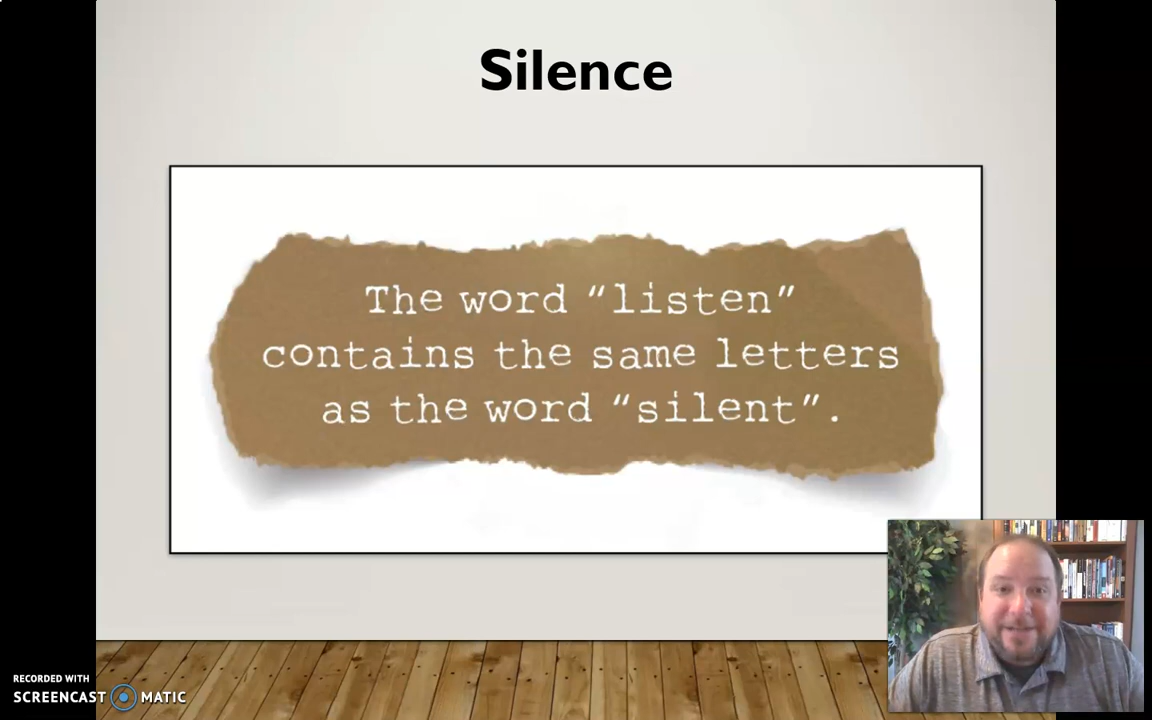 Silence
The word “listen”
contains the same letters
as the word “silent”.
RECORDED WITH
SCREENCAST MATIC